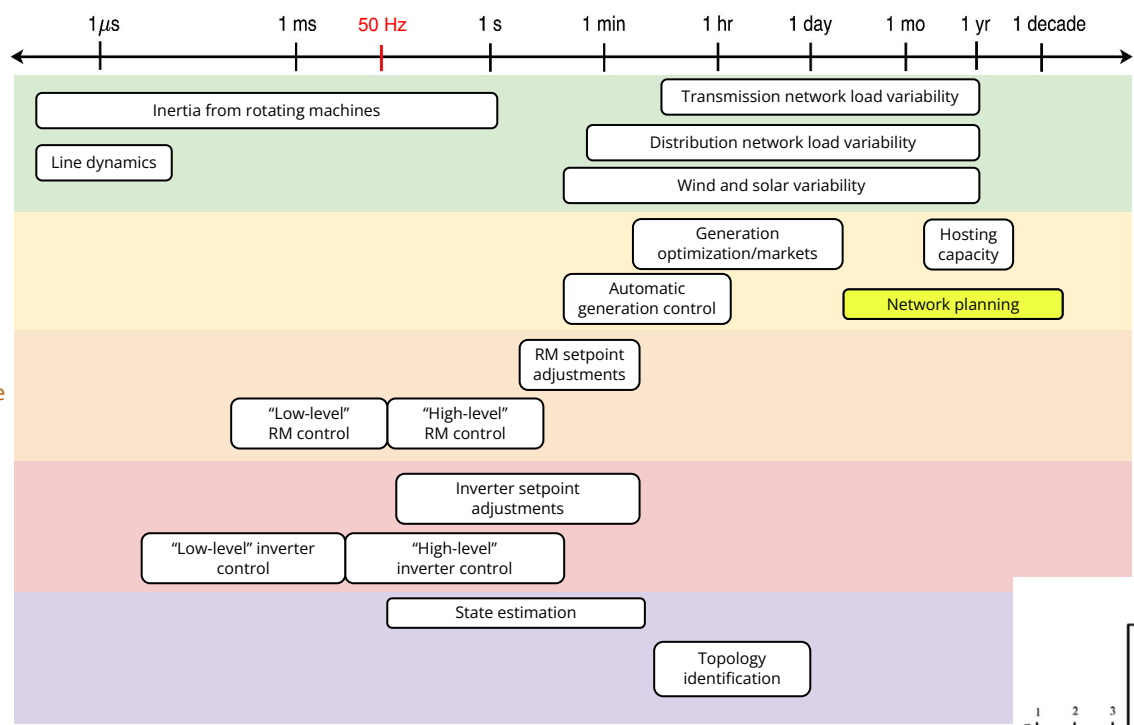 1μs 1 ms 50 Hz 1 s 1 min 1 hr 1 day 1 mo 1 yr 1 decade
Inertia from rotating machines
Transmission network load variability
Line dynamics
Distribution network load variability
Wind and solar variability
Generation
optimization/markets
Hosting
capacity
Automatic
generation control
Network planning
RM setpoint
adjustments
e
“Low-level”
RM control
“High-level”
RM control
Inverter setpoint
adjustments
“Low-level” inverter
control
“High-level”
inverter control
State estimation
Topology
identification
1 2 3